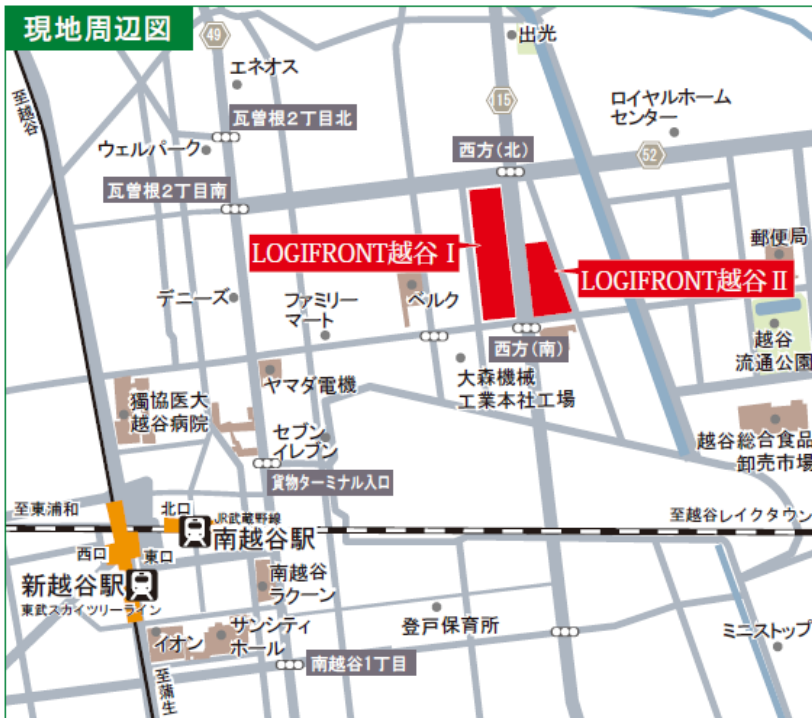 現地周辺図
49
出光
至越谷
エネオス
115
ロイヤルホーム
センター
瓦曽根2丁目北
ウェルパーク
西方(北)
52
瓦曽根2丁目南
LOGIFRONT越谷 Ⅰ
郵便局
LOGIFRONT越谷 Ⅱ
デニーズ
ファミリー
マート
ベルク
西方(南)
越谷
流通公園
ヤマダ電機
大森機械
工業本社工場
獨協医大
越谷病院
セブン
イレブン
越谷総合食品
卸売市場
貨物ターミナル入口
至東浦和
北口
JR武蔵野線
南越谷駅
至越谷レイクタウン
西口
東口
新越谷駅
東武スカイツリーライン
南越谷
ラクーン
イオン
サンシティ
ホール
登戸保育所
ミニストップ
南越谷1丁目
至蒲生